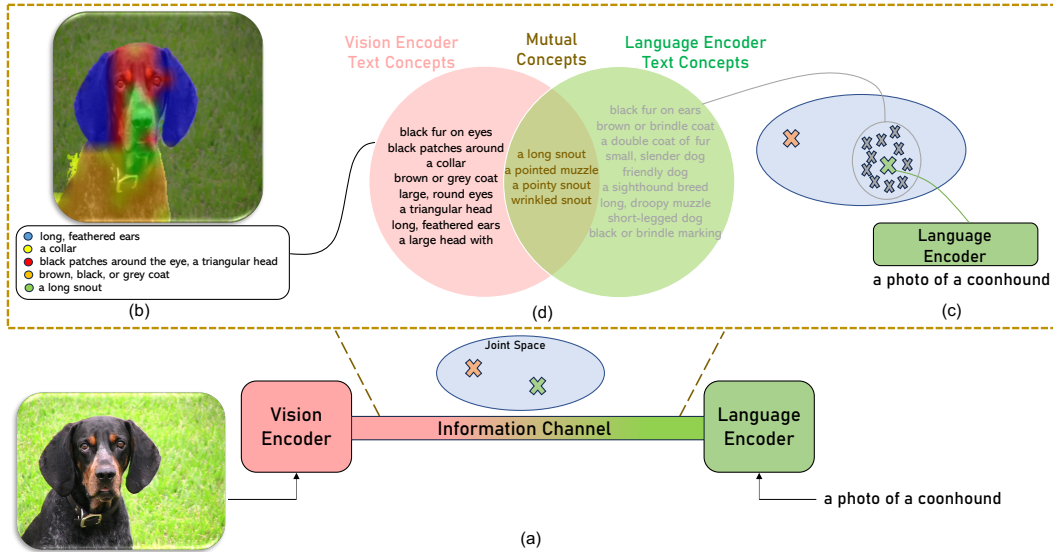 Vision Encoder
Text Concepts
Mutual
Concepts
Language Encoder
Text Concepts
black fur on eyes
black patches around
a collar
brown or grey coat
large, round eyes
a triangular head
long, feathered ears
a large head with
a long snout
a pointed muzzle
a pointy snout
wrinkled snout
black fur on ears
brown or brindle coat
a double coat of fur
small, slender dog
friendly dog
a sighthound breed
long, droopy muzzle
short-legged dog
black or brindle marking
long, feathered ears
a collar
black patches around the eye, a triangular head
brown, black, or grey coat
a long snout
(b)
(d)
Language
Encoder
a photo of a coonhound
(c)
Joint Space
Vision
Encoder
Information Channel
Language
Encoder
a photo of a coonhound
(a)